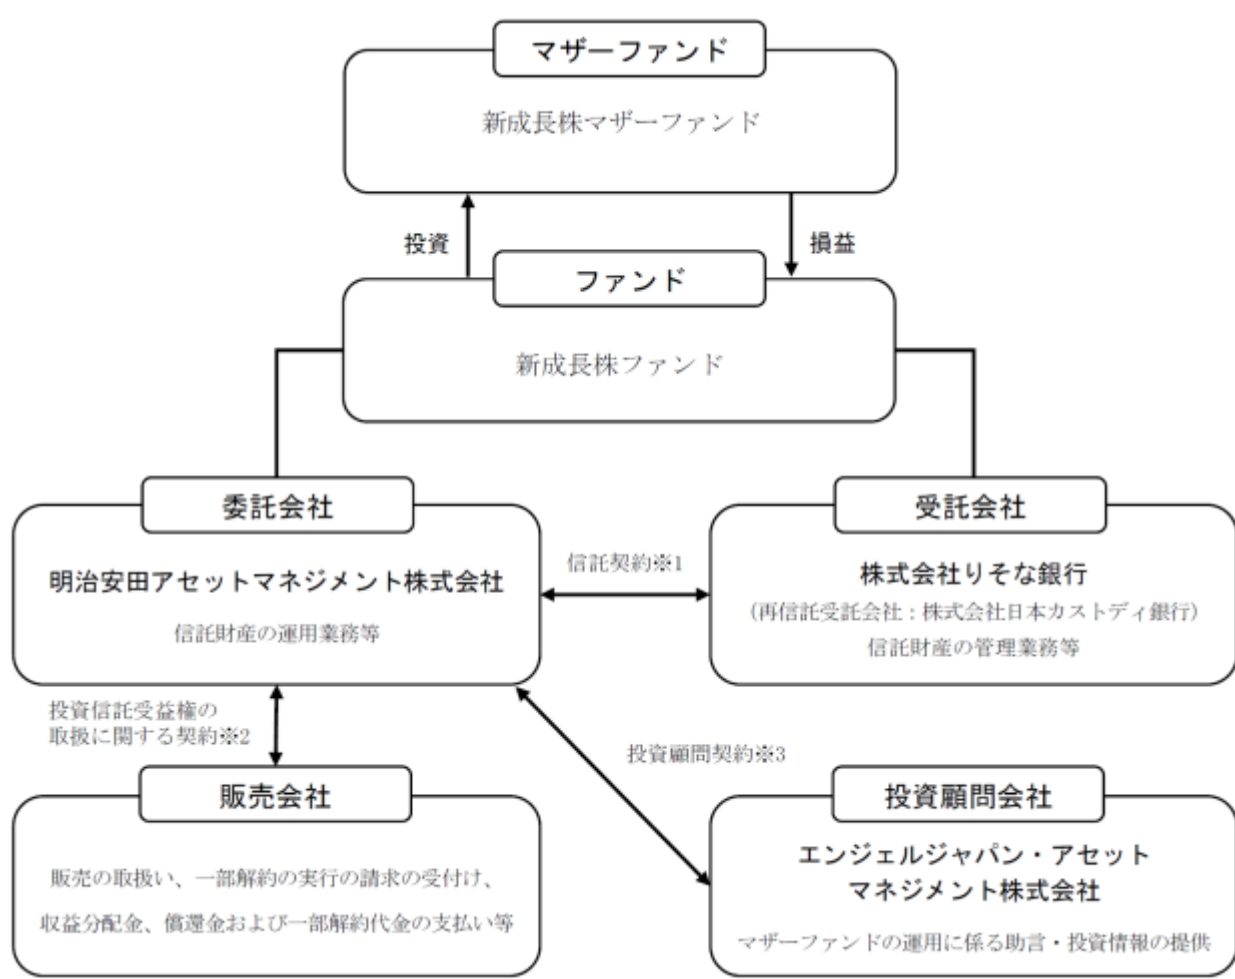 マザーファンド
新成長株マザーファンド
投資
損益
ファンド
新成長株ファンド
委託会社
明治安田アセットマネジメント株式会社
信託財産の運用業務等
信託契約※1
受託会社
株式会社りそな銀行
(再信託受託会社:株式会社日本カストディ銀行)
信託財産の管理業務等
投資信託受益権の
取扱に関する契約※2
投資顧問契約※3
販売会社
販売の取扱い、一部解約の実行の請求の受付け、
収益分配金、償還金および一部解約代金の支払い等
投資顧問会社
エンジェルジャパン・アセット
マネジメント株式会社
マザーファンドの運用に係る助言・投資情報の提供